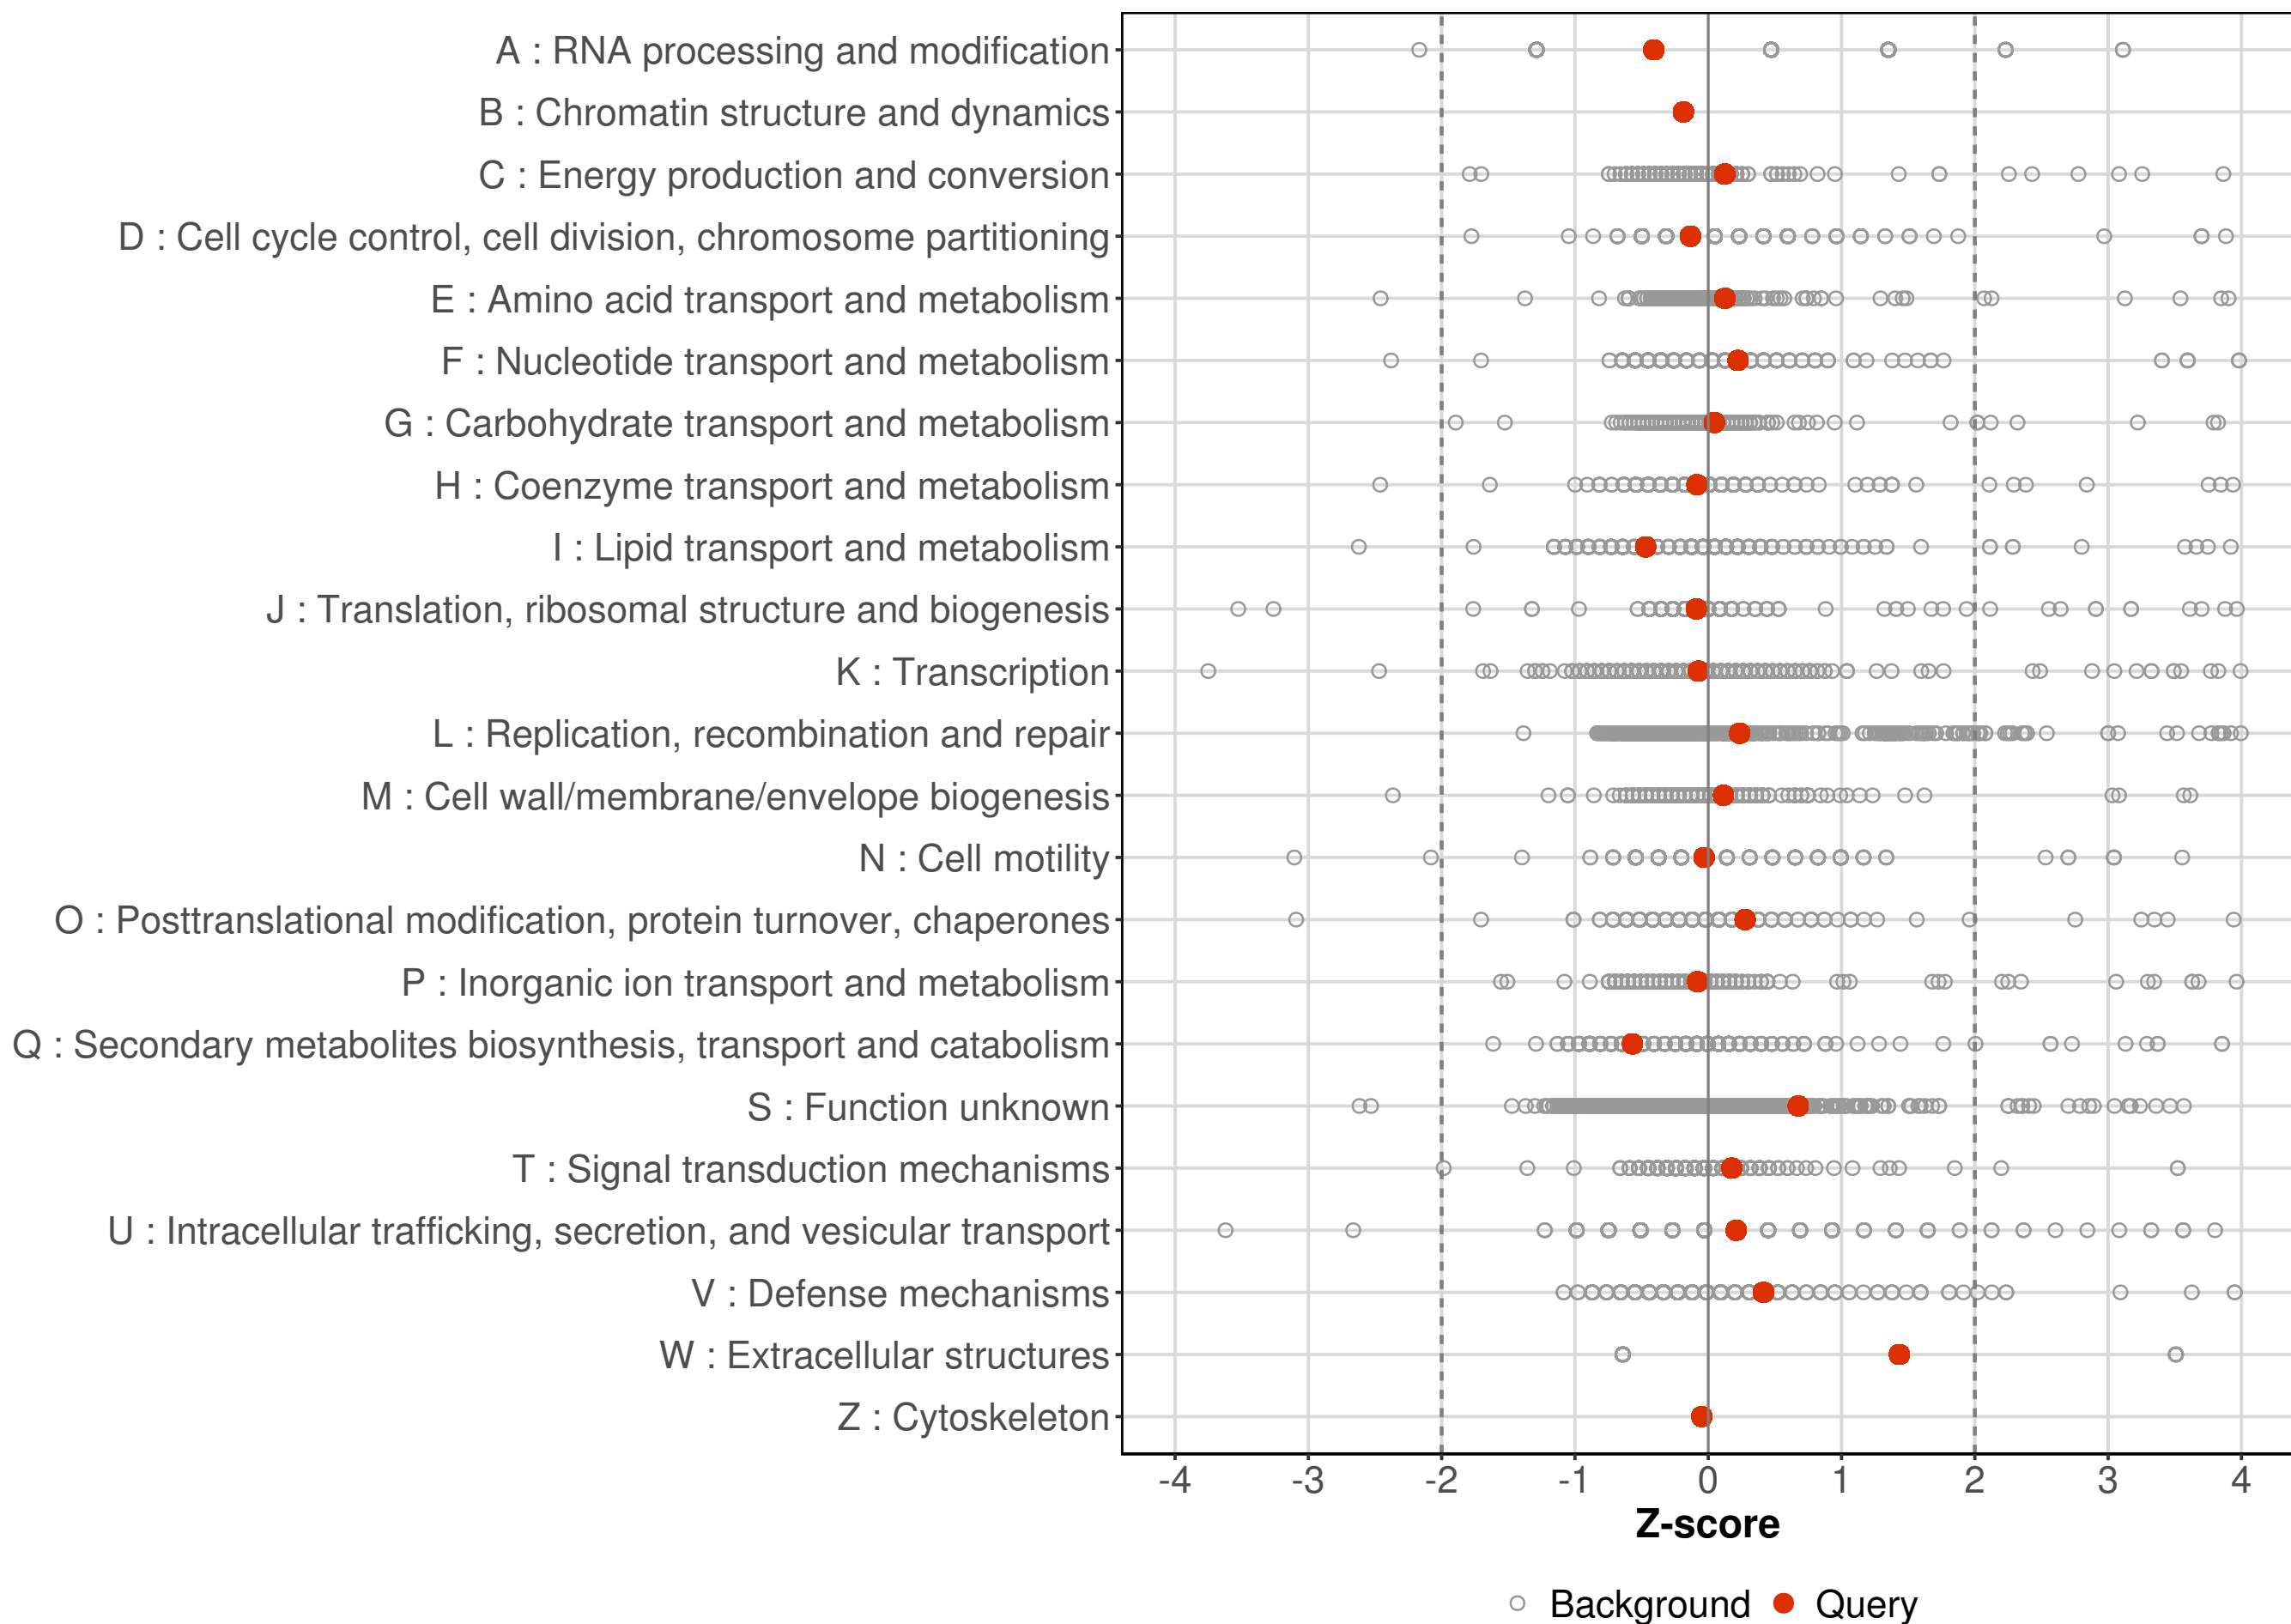 A : RNA processing and modification
B : Chromatin structure and dynamics
C : Energy production and conversion
D : Cell cycle control, cell division, chromosome partitioning
E : Amino acid transport and metabolism
F : Nucleotide transport and metabolism
G : Carbohydrate transport and metabolism
H : Coenzyme transport and metabolism
I : Lipid transport and metabolism
J : Translation, ribosomal structure and biogenesis
K : Transcription
L : Replication, recombination and repair
M : Cell wall/membrane/envelope biogenesis
N : Cell motility
O : Posttranslational modification, protein turnover, chaperones
P : Inorganic ion transport and metabolism
Q : Secondary metabolites biosynthesis, transport and catabolism
S : Function unknown
T : Signal transduction mechanisms
U : Intracellular trafficking, secretion, and vesicular transport
V : Defense mechanisms
W : Extracellular structures
Z : Cytoskeleton
-4 -3 -2 -1 0 1 2 3 4
Z-score
Background Query